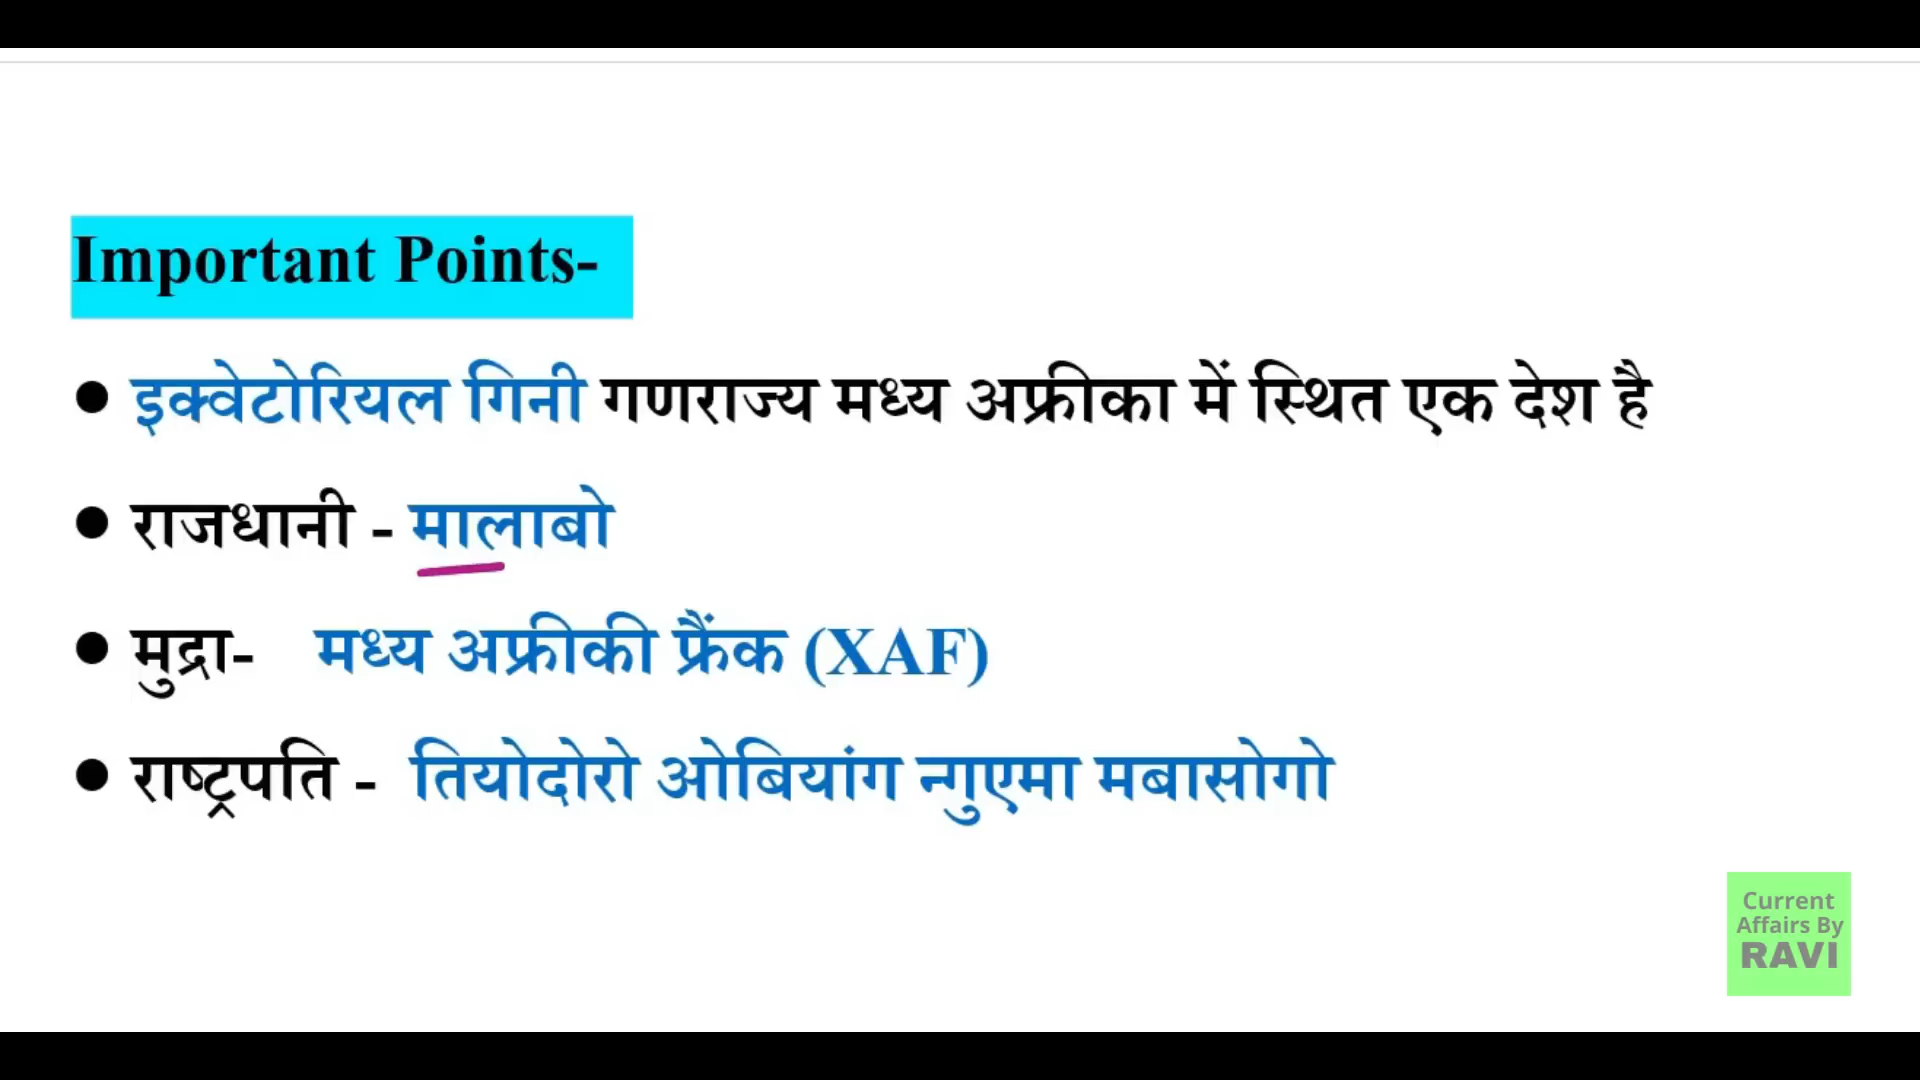 Important Points-
● इक्वेटोरियल गिनी गणराज्य मध्य अफ्रीका में स्थित एक देश है
● राजधानी - मालाबो
● मुद्रा- मध्य अफ्रीकी फ्रैंक (XAF)
● राष्ट्रपति - तियोदोरो ओबियांग न्गुएमा मबासोगो
Current
Affairs By
RAVI